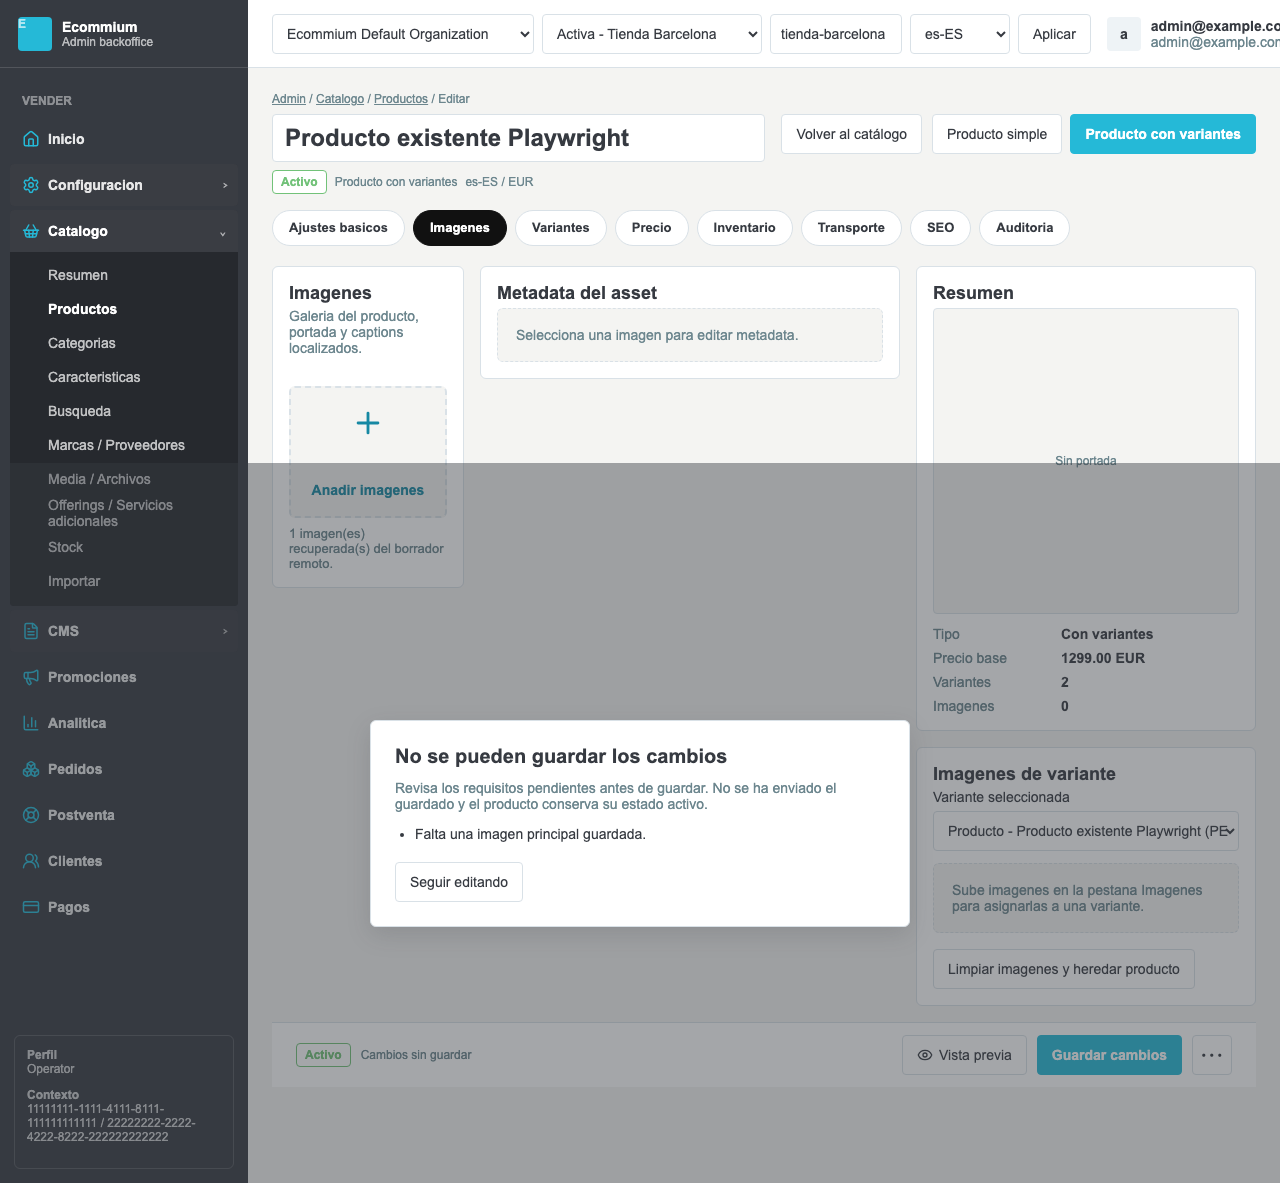 E
Ecommium
Admin backoffice
Ecommium Default Organization
Activa - Tienda Barcelona
tienda-barcelona
es-ES
Aplicar
a
admin@example.co
admin@example.con
VENDER
Inicio
Configuracion
Catalogo
Resumen
Productos
Categorias
Caracteristicas
Busqueda
Marcas / Proveedores
Media / Archivos
Offerings / Servicios
adicionales
Stock
Importar
CMS
Promociones
Analitica
Pedidos
Postventa
Clientes
Pagos
Perfil
Operator
Contexto
11111111-1111-4111-8111-
111111111111 / 22222222-2222-
4222-8222-222222222222
Admin / Catalogo / Productos / Editar
Producto existente Playwright
Volver al catálogo
Producto simple
Producto con variantes
Activo
Producto con variantes
es-ES / EUR
Ajustes basicos
Imagenes
Variantes
Precio
Inventario
Transporte
SEO
Auditoria
Imagenes
Galeria del producto,
portada y captions
localizados.
Anadir imagenes
1 imagen(es)
recuperada(s) del borrador
remoto.
Metadata del asset
Selecciona una imagen para editar metadata.
Resumen
Sin portada
Tipo
Con variantes
Precio base
1299.00 EUR
Variantes
2
Imagenes
0
No se pueden guardar los cambios
Revisa los requisitos pendientes antes de guardar. No se ha enviado el
guardado y el producto conserva su estado activo.
Falta una imagen principal guardada.
Seguir editando
Imagenes de variante
Variante seleccionada
Producto - Producto existente Playwright (PE
Sube imagenes en la pestana Imagenes
para asignarlas a una variante.
Limpiar imagenes y heredar producto
Activo
Cambios sin guardar
Vista previa
Guardar cambios